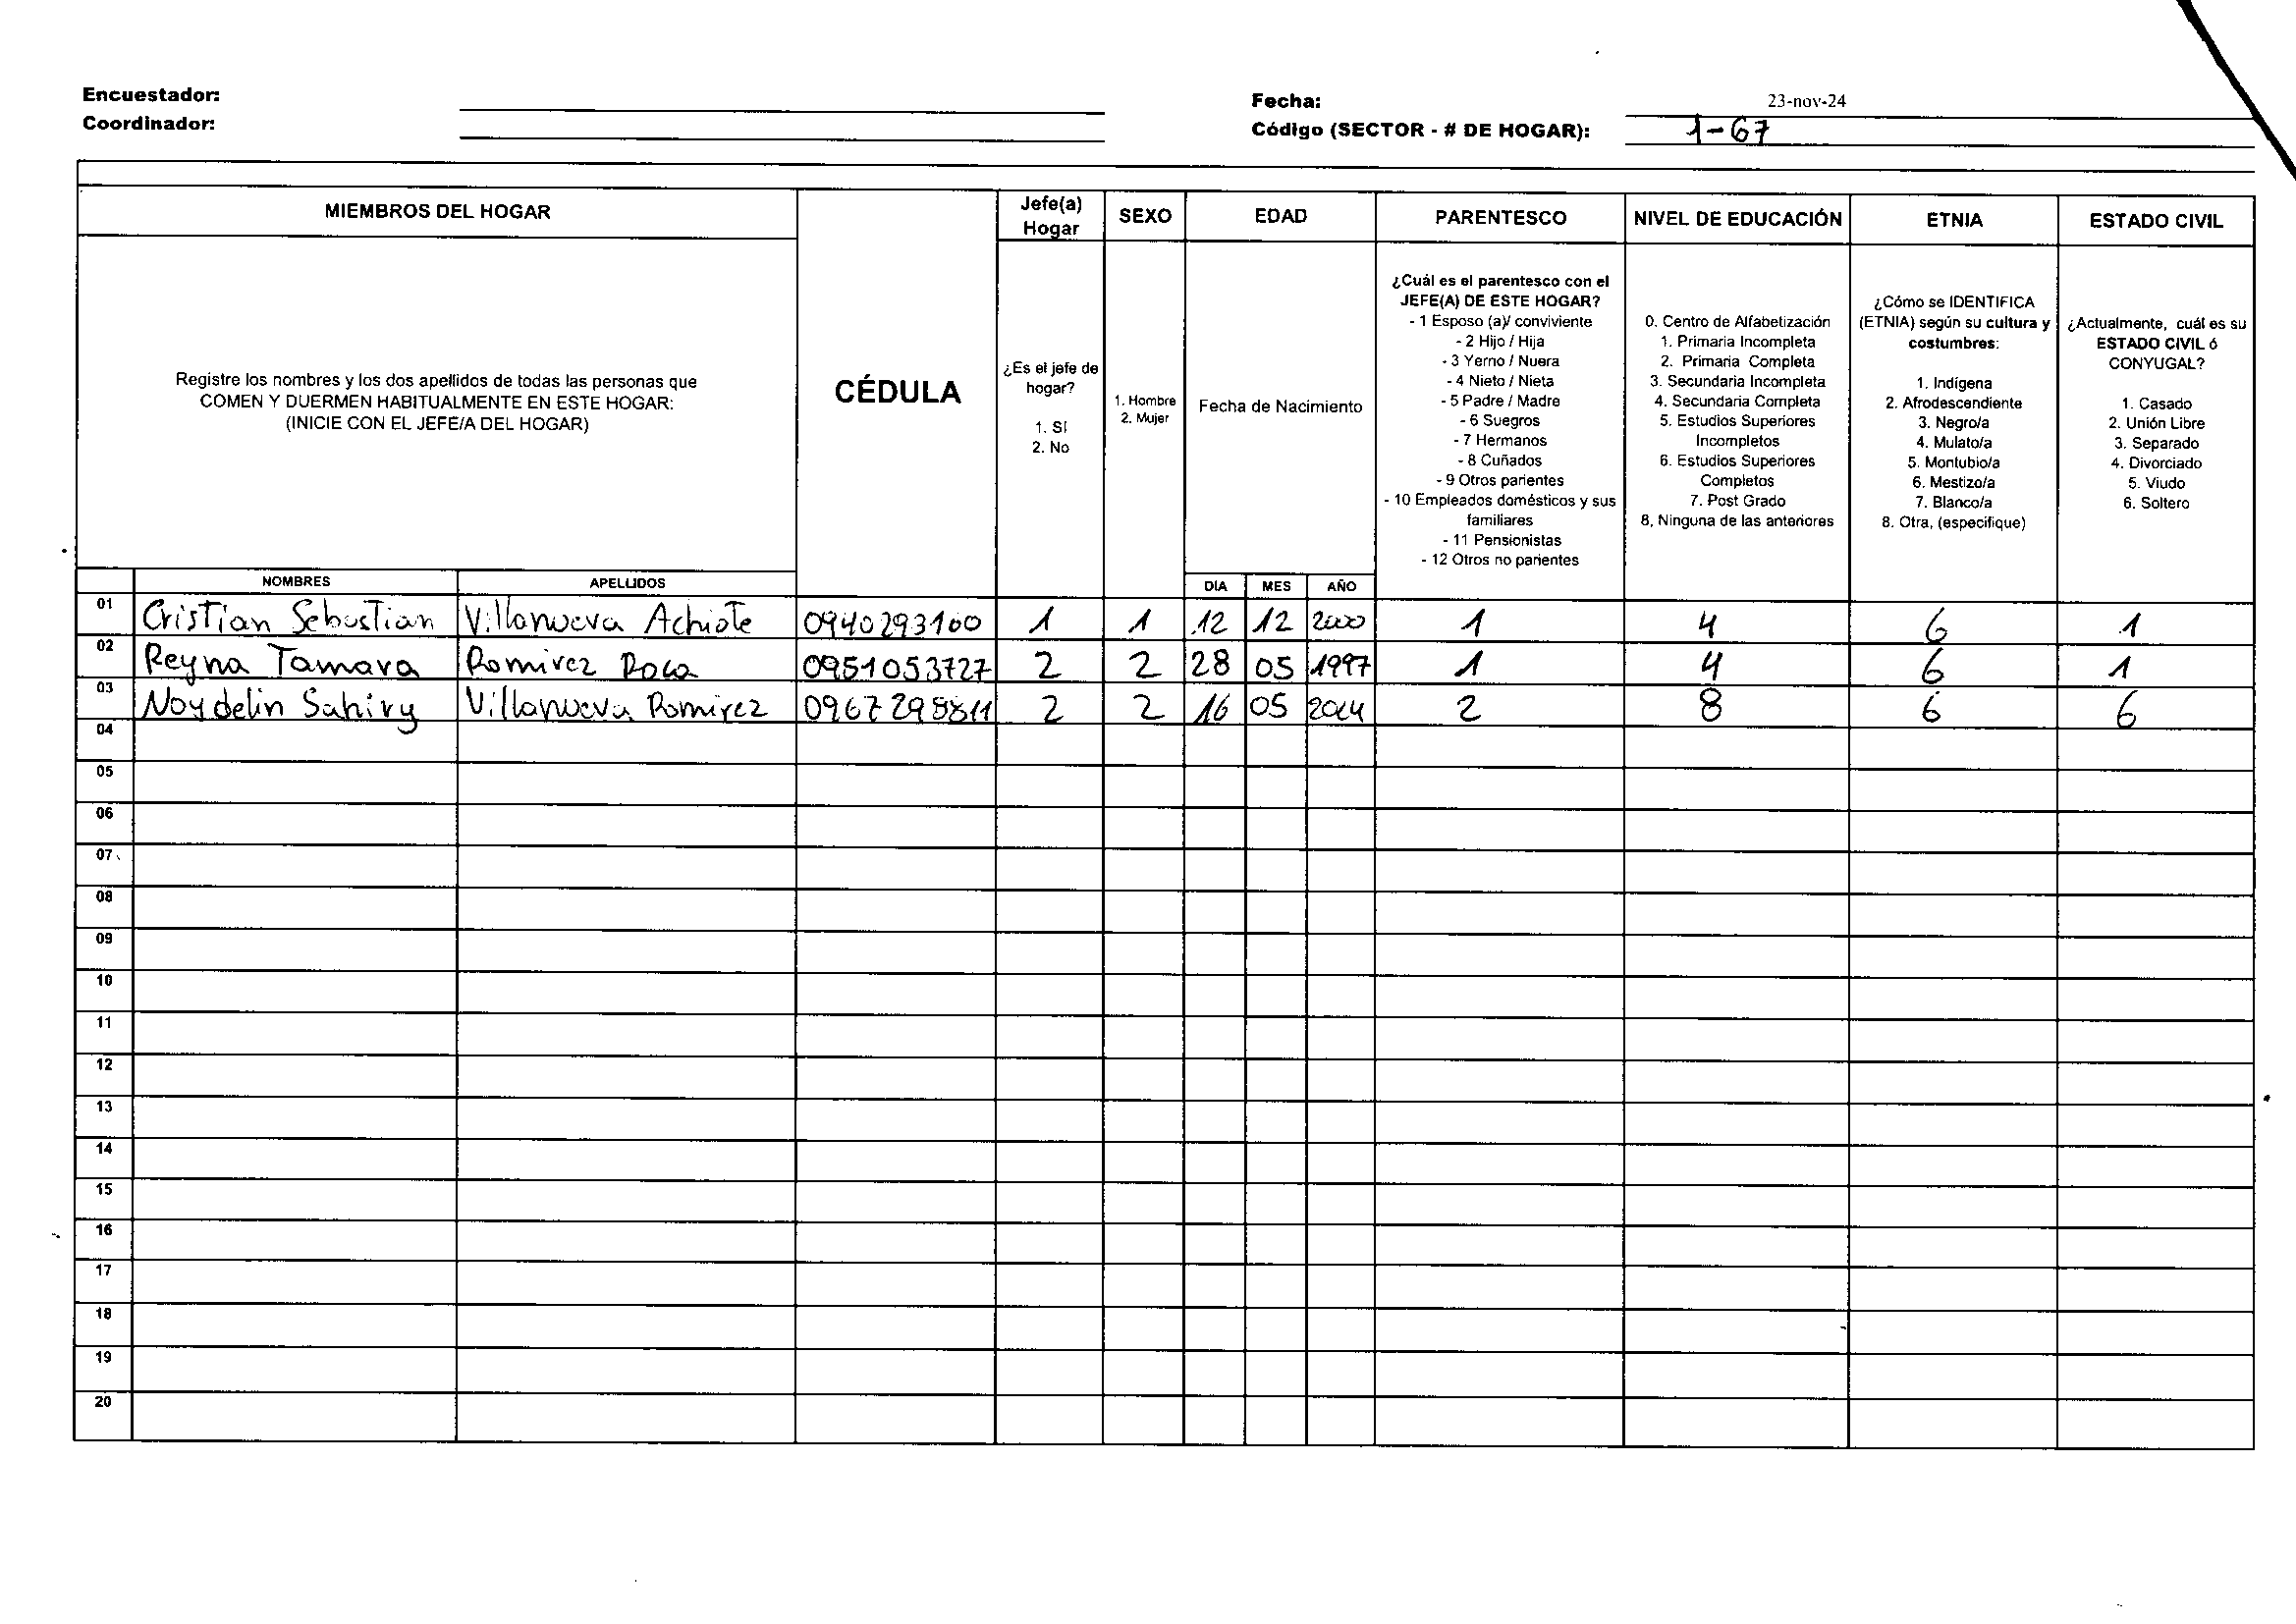 Encuestador:
Coordinador:
Fecha: 23-nov-24
Código (SECTOR - # DE HOGAR): 1-67
MIEMBROS DEL HOGAR
Registre los nombres y los dos apellidos de todas las personas que
COMEN Y DUERMEN HABITUALMENTE EN ESTE HOGAR:
(INICIE CON EL JEFE/A DEL HOGAR)
NOMBRES APELLIDOS
CÉDULA
Jefe(a)
Hogar
¿Es el jefe de
hogar?
1. Sí
2. No
SEXO
1. Hombre
2. Mujer
EDAD
Fecha de Nacimiento
DIA MES AÑO
PARENTESCO
¿Cuál es el parentesco con el
JEFE(A) DE ESTE HOGAR?
- 1 Esposo (a)/ conviviente
- 2 Hijo / Hija
- 3 Yerno / Nuera
- 4 Nieto / Nieta
- 5 Padre / Madre
- 6 Suegros
- 7 Hermanos
- 8 Cuñados
- 9 Otros parientes
- 10 Empleados domésticos y sus
familiares
- 11 Pensionistas
- 12 Otros no parientes
NIVEL DE EDUCACIÓN
0. Centro de Alfabetización
1. Primaria Incompleta
2. Primaria Completa
3. Secundaria Incompleta
4. Secundaria Completa
5. Estudios Superiores
Incompletos
6. Estudios Superiores
Completos
7. Post Grado
8, Ninguna de las anteriores
ETNIA
¿Cómo se IDENTIFICA
(ETNIA) según su cultura y
costumbres:
1. Indígena
2. Afrodescendiente
3. Negro/a
4. Mulato/a
5. Montubio/a
6. Mestizo/a
7. Blanco/a
8. Otra, (especifique)
ESTADO CIVIL
¿Actualmente, cuál es su
ESTADO CIVIL ó
CONYUGAL?
1. Casado
2. Unión Libre
3. Separado
4. Divorciado
5. Viudo
6. Soltero
01 Cristian Sebastian Villanueva Achiote 0940293100 1 1 12 12 2000 1 4 6 1
02 Reyna Tamara Ramirez Roca 0951053727 2 2 28 05 1997 1 4 6 1
03 Noydelin Sahiry Villanueva Ramirez 2 2 16 05 2 8 6 6
04
05
06
07
08
09
10
11
12
13
14
15
16
17
18
19
20